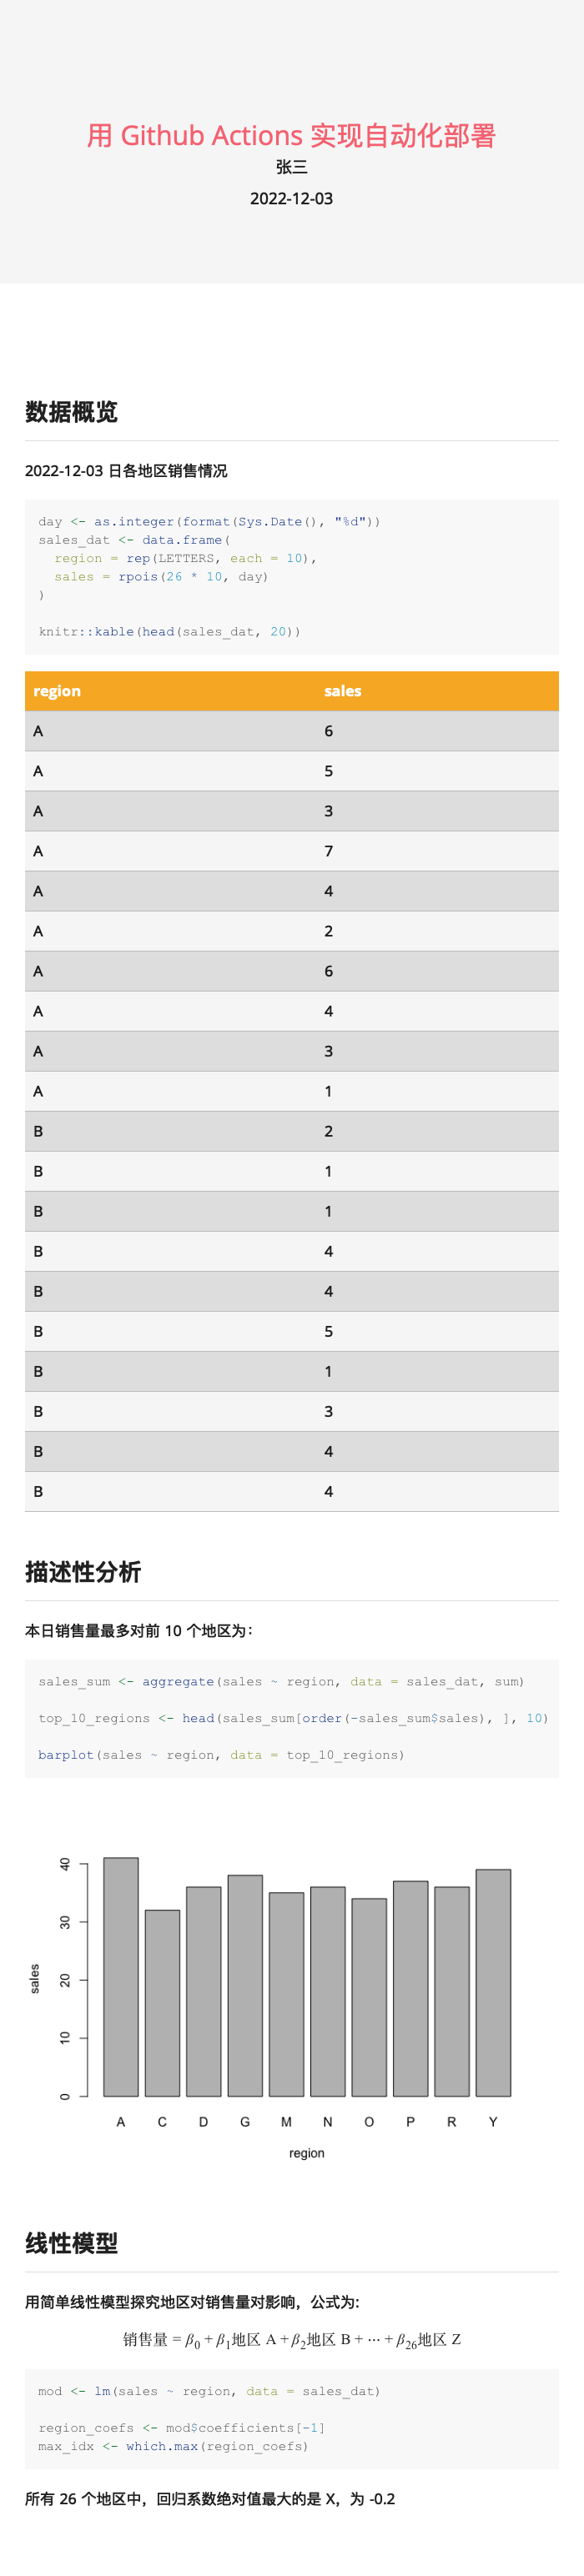 用 Github Actions 实现自动化部署
张三
2022-12-03
数据概览
2022-12-03 日各地区销售情况
day <- as.integer(format(Sys.Date(), "%d"))
sales_dat <- data.frame(
  region = rep(LETTERS, each = 10),
  sales = rpois(26 * 10, day)
)
knitr::kable(head(sales_dat, 20))
region sales
A 6
A 5
A 3
A 7
A 4
A 2
A 6
A 4
A 3
A 1
B 2
B 1
B 1
B 4
B 4
B 5
B 1
B 3
B 4
B 4
描述性分析
本日销售量最多对前 10 个地区为：
sales_sum <- aggregate(sales ~ region, data = sales_dat, sum)
top_10_regions <- head(sales_sum[order(-sales_sum$sales), ], 10)
barplot(sales ~ region, data = top_10_regions)
40
30
20
10
0
sales
A C D G M N O P R Y
region
线性模型
用简单线性模型探究地区对销售量对影响，公式为:
销售量 = β0 + β1地区 A + β2地区 B + ⋯ + β26地区 Z
mod <- lm(sales ~ region, data = sales_dat)
region_coefs <- mod$coefficients[-1]
max_idx <- which.max(region_coefs)
所有 26 个地区中，回归系数绝对值最大的是 X，为 -0.2